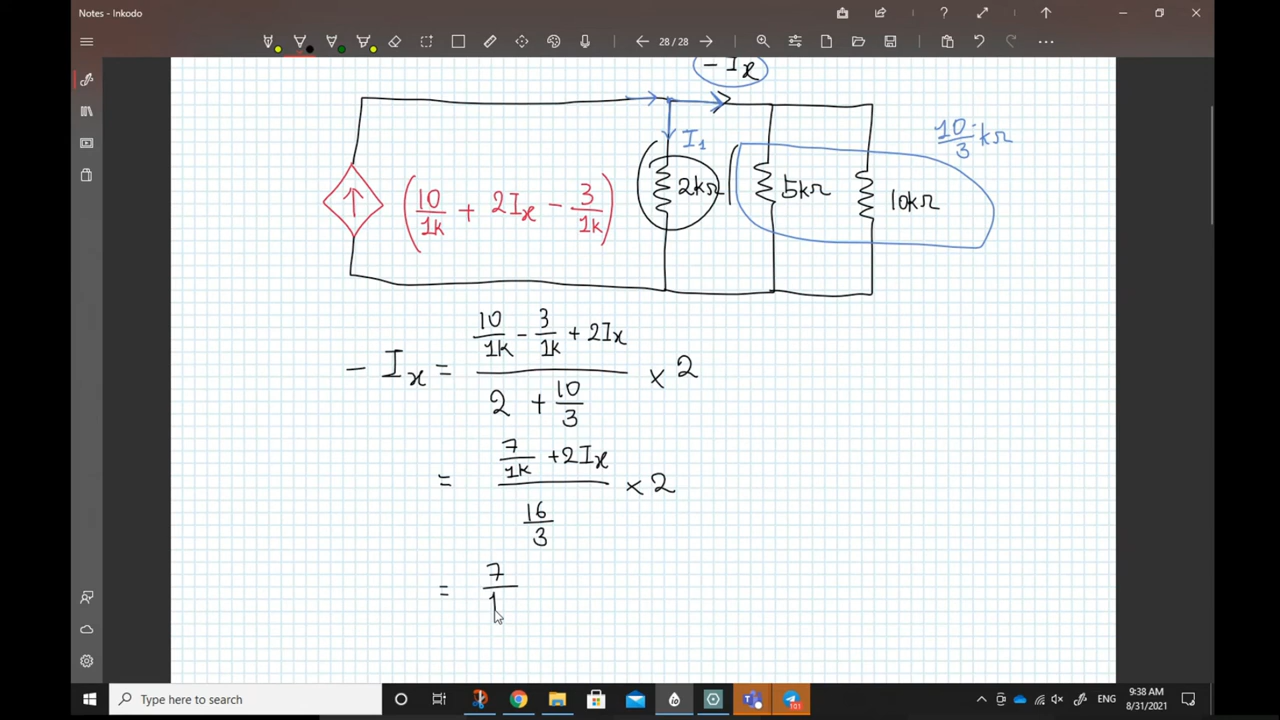 Notes - Inkodo
28 / 28
- Ix
I1
10/3 kΩ
(10/1k + 2Ix - 3/1k)
2kΩ
5kΩ
10kΩ
- Ix = (10/1k - 3/1k + 2Ix)/(2 + 10/3) × 2
= (7/1k + 2Ix)/(16/3) × 2
= 7/1
Type here to search
101
ENG
9:38 AM
8/31/2021